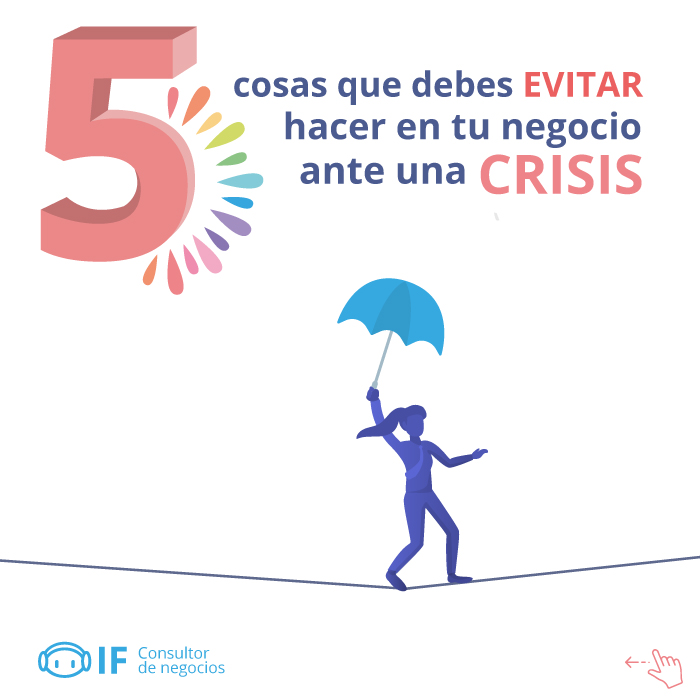 5
cosas que debes EVITAR
hacer en tu negocio
ante una CRISIS
IF Consultor
de negocios